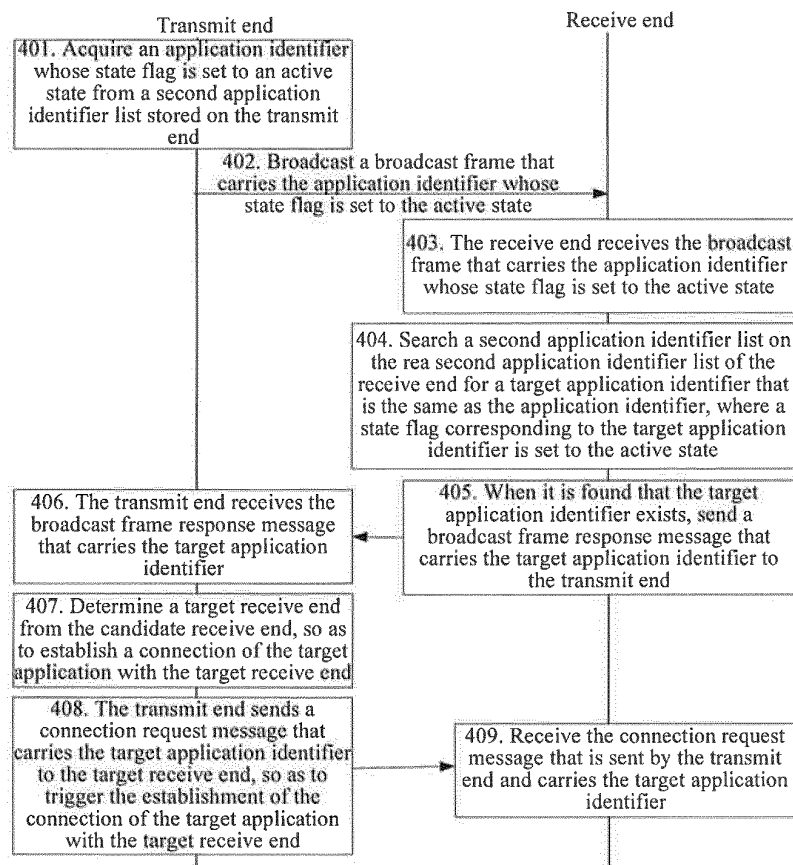 Transmit end
Receive end
401. Acquire an application identifier
whose state flag is set to an active
state from a second application
identifier list stored on the transmit
end
402. Broadcast a broadcast frame that
carries the application identifier whose
state flag is set to the active state
403. The receive end receives the broadcast
frame that carries the application identifier
whose state flag is set to the active state
404. Search a second application identifier list on
the rea second application identifier list of the
receive end for a target application identifier that
is the same as the application identifier, where a
state flag corresponding to the target application
identifier is set to the active state
405. When it is found that the target
application identifier exists, send a
broadcast frame response message that
carries the target application identifier to
the transmit end
406. The transmit end receives the
broadcast frame response message
that carries the target application
identifier
407. Determine a target receive end
from the candidate receive end, so as
to establish a connection of the target
application with the target receive end
408. The transmit end sends a
connection request message that
carries the target application identifier
to the target receive end, so as to
trigger the establishment of the
connection of the target application
with the target receive end
409. Receive the connection request
message that is sent by the transmit
end and carries the target application
identifier